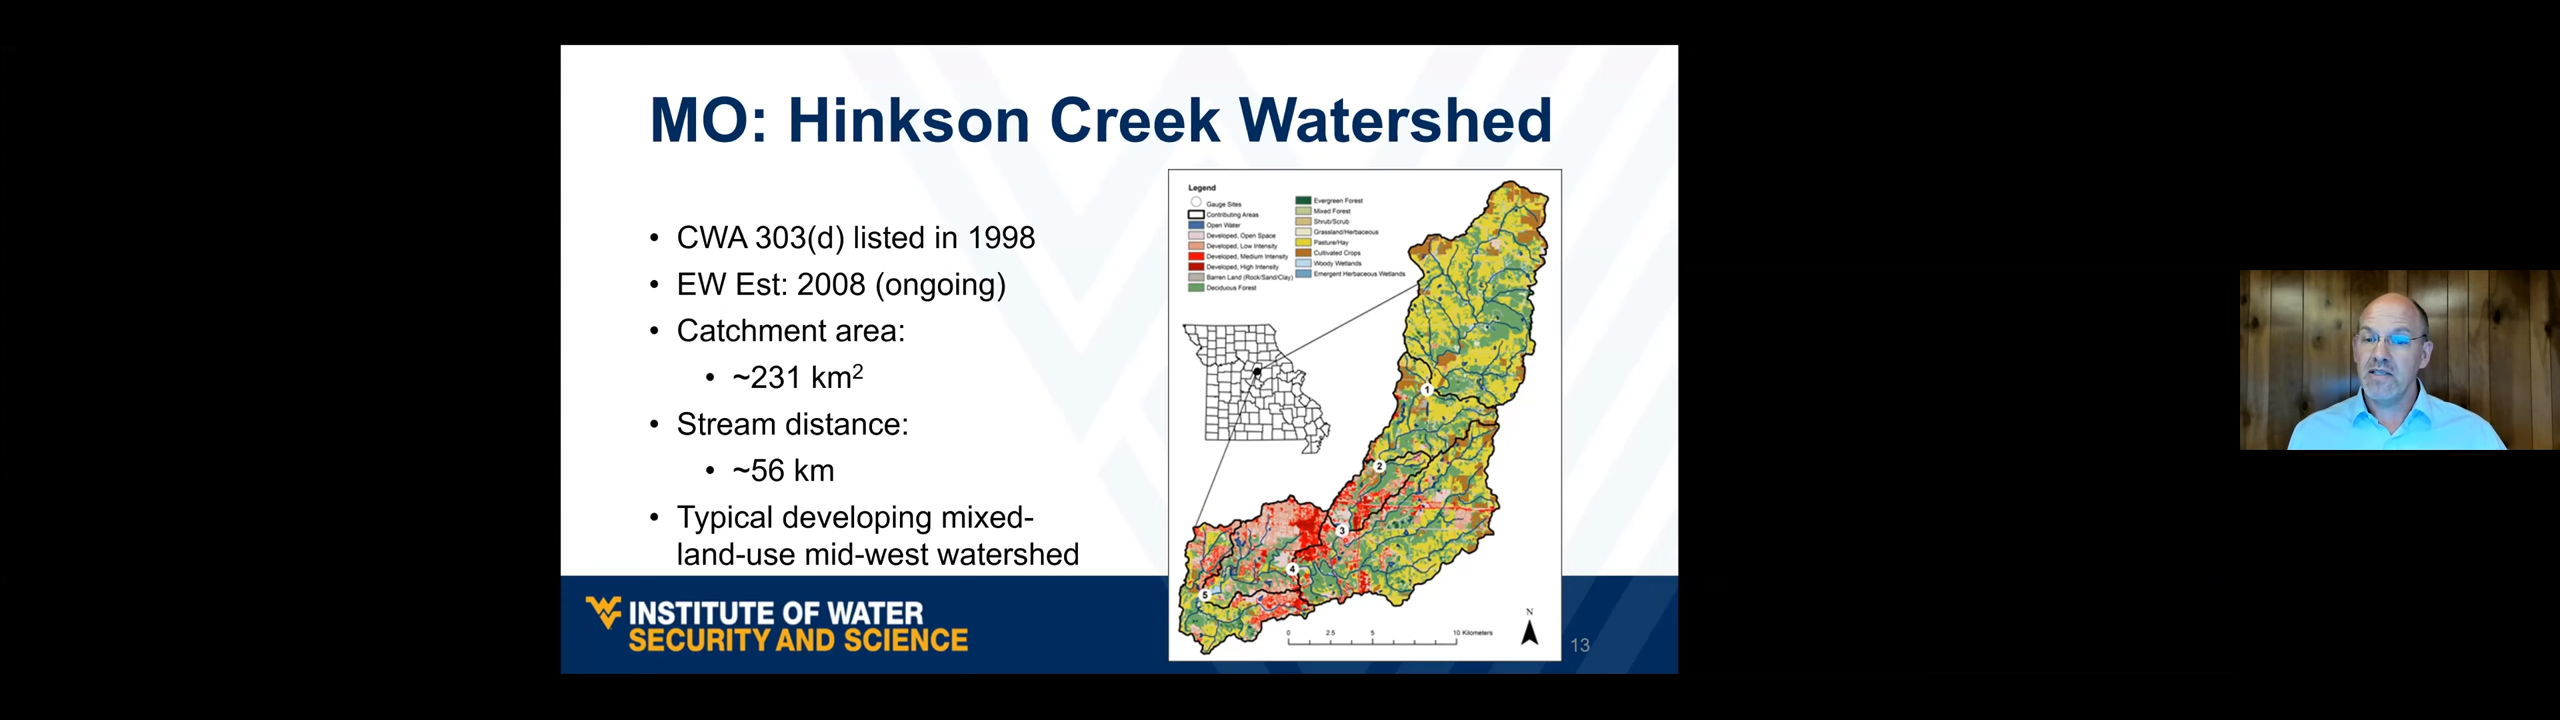 MO: Hinkson Creek Watershed
• CWA 303(d) listed in 1998
• EW Est: 2008 (ongoing)
• Catchment area:
• ~231 km²
• Stream distance:
• ~56 km
• Typical developing mixed-
land-use mid-west watershed
Legend
Gauge Sites
Contributing Areas
Open Water
Developed, Open Space
Developed, Low Intensity
Developed, Medium Intensity
Developed, High Intensity
Barren Land (Rock/Sand/Clay)
Deciduous Forest
Evergreen Forest
Mixed Forest
Shrub/Scrub
Grassland/Herbaceous
Pasture/Hay
Cultivated Crops
Woody Wetlands
Emergent Herbaceous Wetlands
1
2
3
4
5
N
0 2.5 5 10 Kilometers
WV INSTITUTE OF WATER
SECURITY AND SCIENCE
13